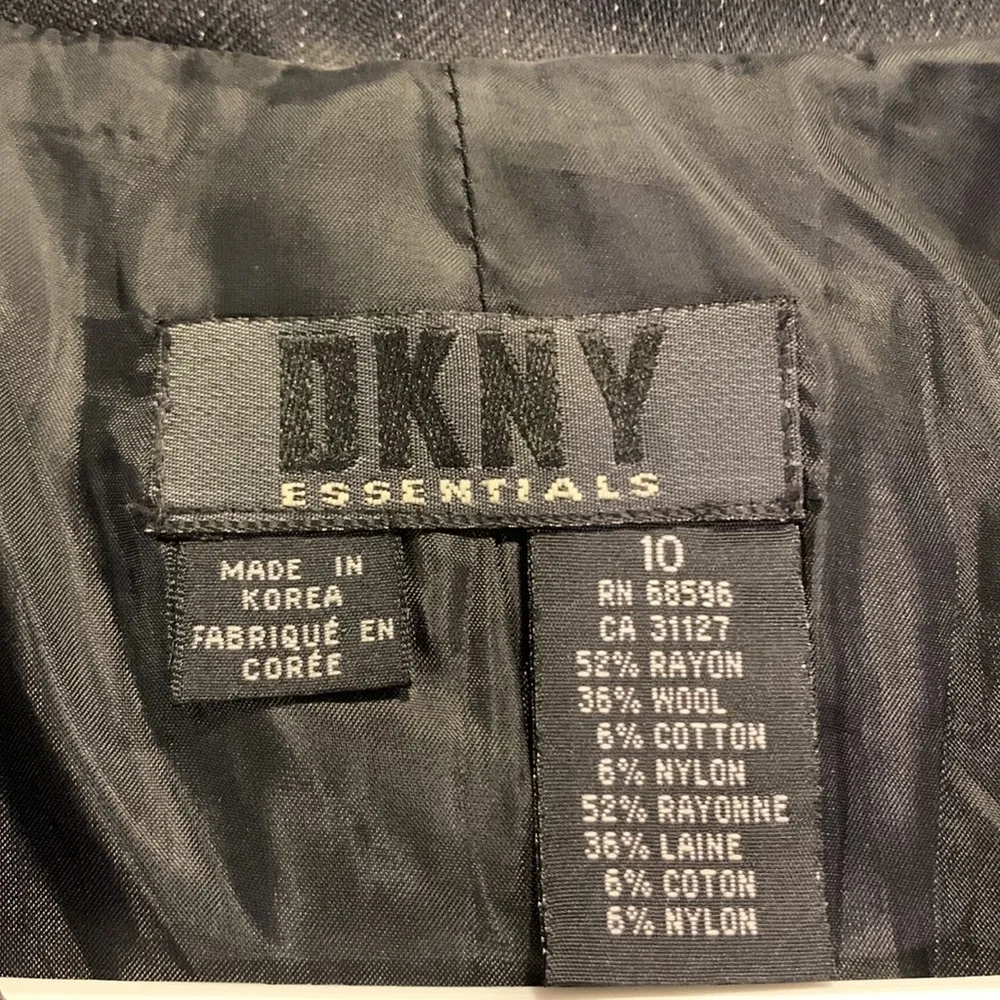 DKNY
ESSENTIALS
MADE IN
KOREA
FABRIQUÉ EN
CORÉE
10
RN 68596
CA 31127
52% RAYON
36% WOOL
6% COTTON
6% NYLON
52% RAYONNE
36% LAINE
6% COTON
6% NYLON